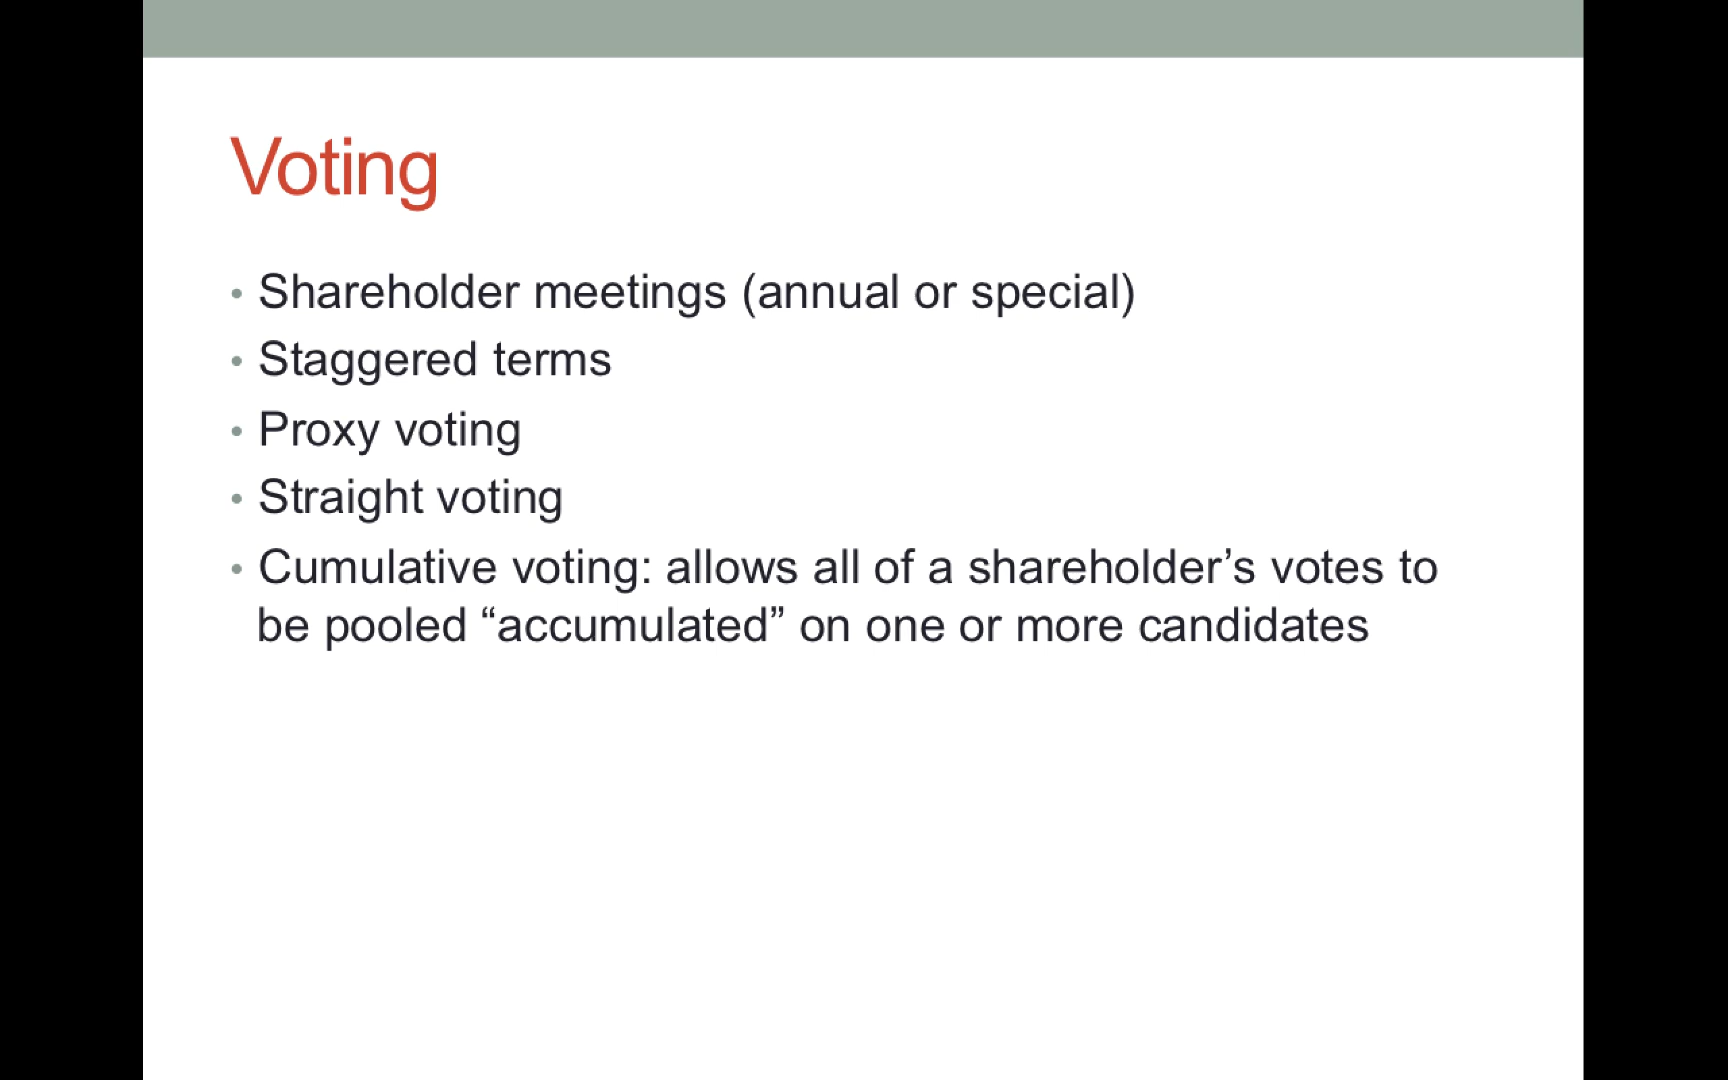 Voting
• Shareholder meetings (annual or special)
• Staggered terms
• Proxy voting
• Straight voting
• Cumulative voting: allows all of a shareholder’s votes to
be pooled “accumulated” on one or more candidates